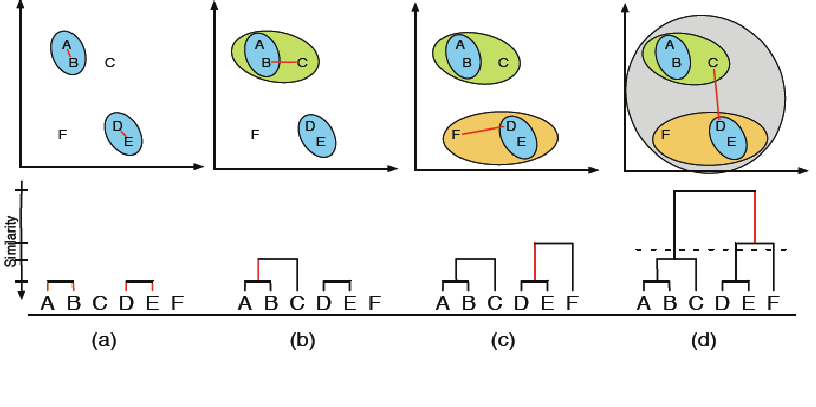 A A A A
B C B C B C B C
D D D D
F E F E F E F E
Similarity
A B C D E F A B C D E F A B C D E F A B C D E F
(a) (b) (c) (d)